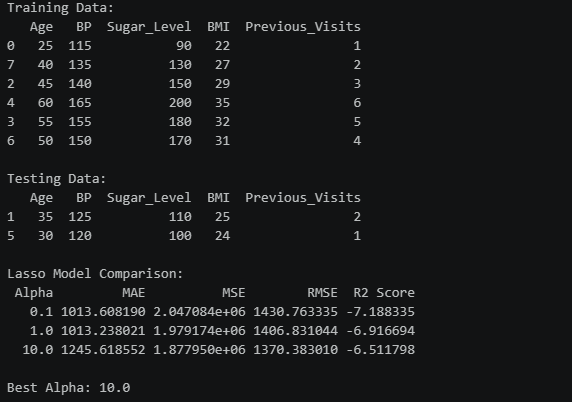 Training Data:
Age BP Sugar_Level BMI Previous_Visits
0 25 115 90 22 1
7 40 135 130 27 2
2 45 140 150 29 3
4 60 165 200 35 6
3 55 155 180 32 5
6 50 150 170 31 4
Testing Data:
Age BP Sugar_Level BMI Previous_Visits
1 35 125 110 25 2
5 30 120 100 24 1
Lasso Model Comparison:
Alpha MAE MSE RMSE R2 Score
0.1 1013.608190 2.047084e+06 1430.763335 -7.188335
1.0 1013.238021 1.979174e+06 1406.831044 -6.916694
10.0 1245.618552 1.877950e+06 1370.383010 -6.511798
Best Alpha: 10.0